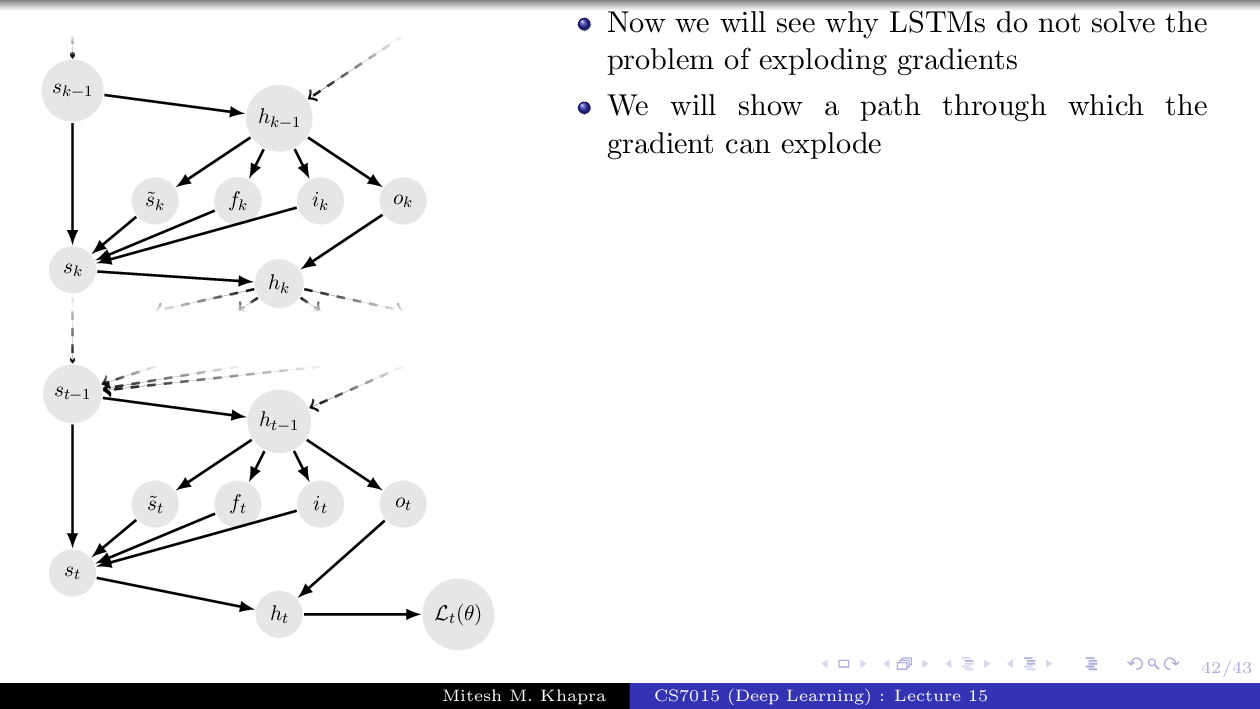 Now we will see why LSTMs do not solve the
problem of exploding gradients
We will show a path through which the
gradient can explode
s_{k−1}
h_{k−1}
s̃_k
f_k
i_k
o_k
s_k
h_k
s_{t−1}
h_{t−1}
s̃_t
f_t
i_t
o_t
s_t
h_t
ℒ_t(θ)
42/43
Mitesh M. Khapra
CS7015 (Deep Learning) : Lecture 15